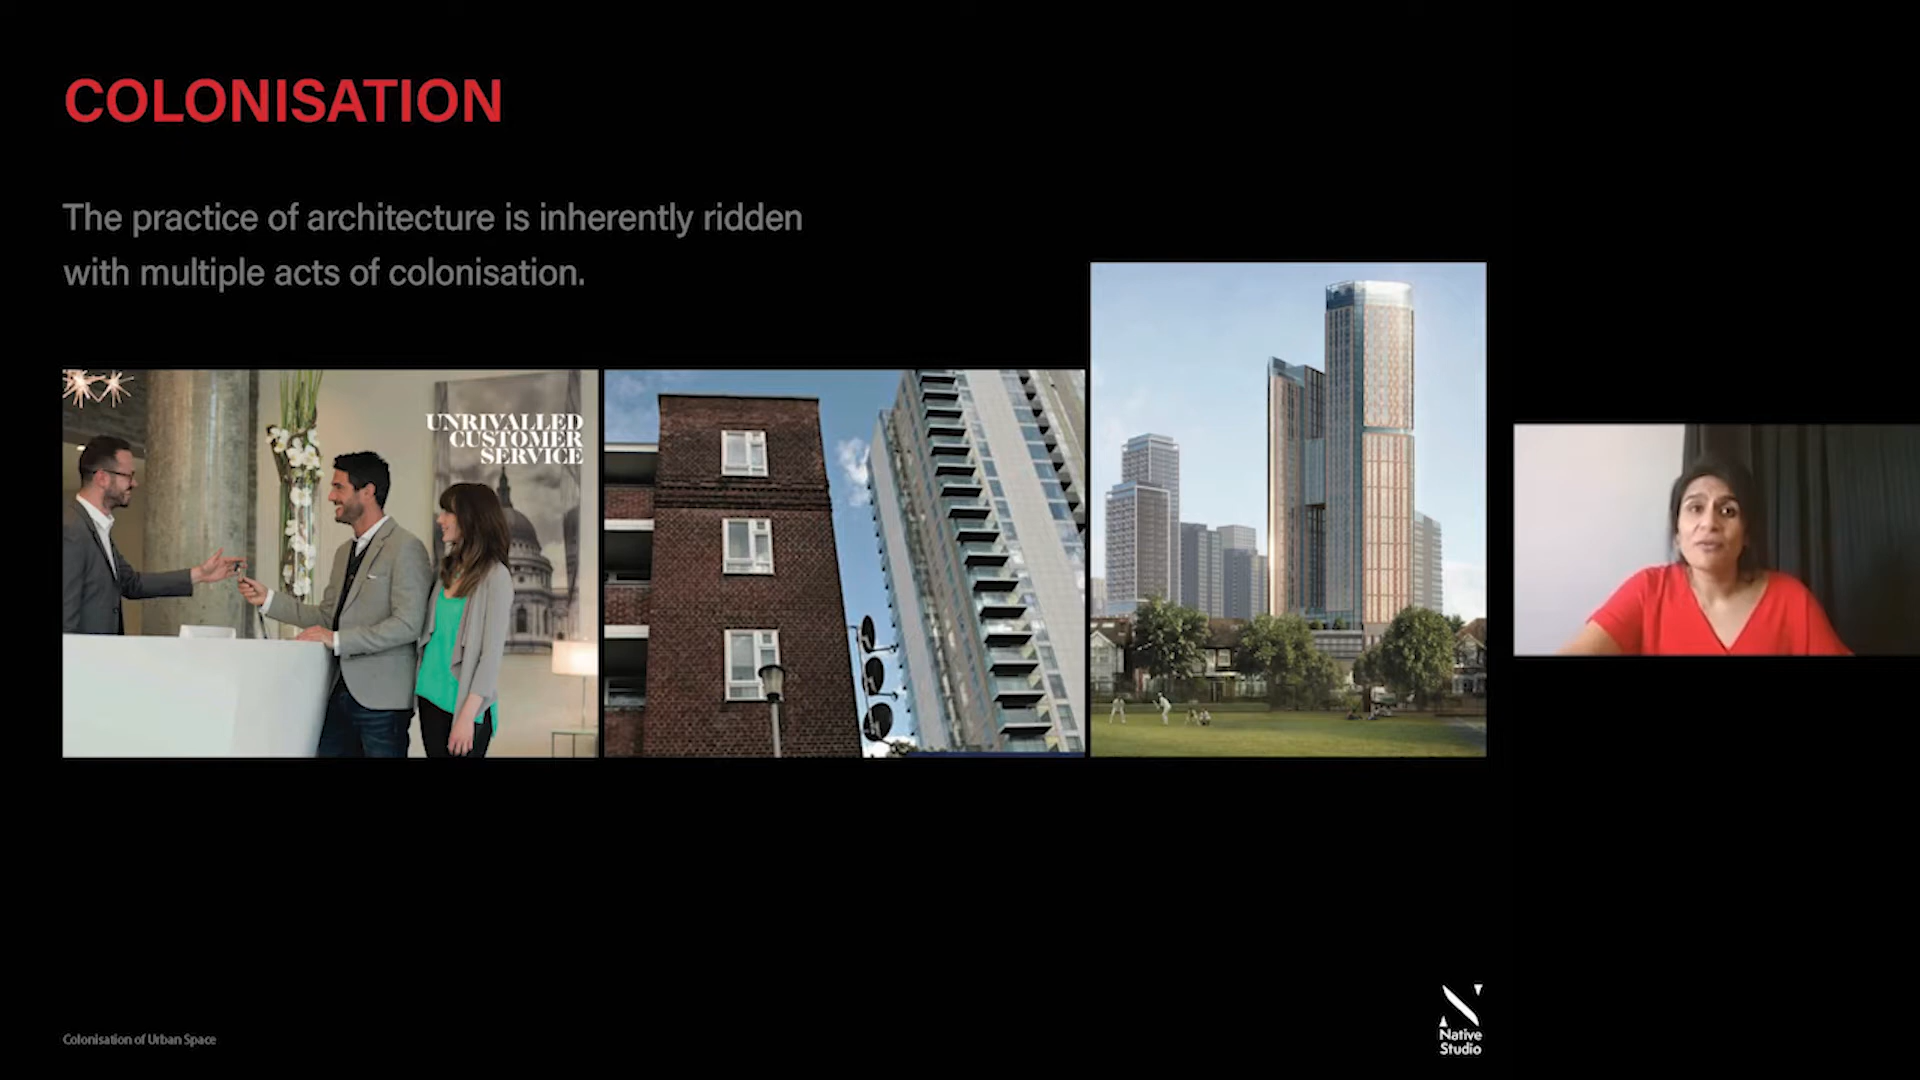 COLONISATION
The practice of architecture is inherently ridden
with multiple acts of colonisation.
UNRIVALLED
CUSTOMER
SERVICE
Colonisation of Urban Space
Native
Studio